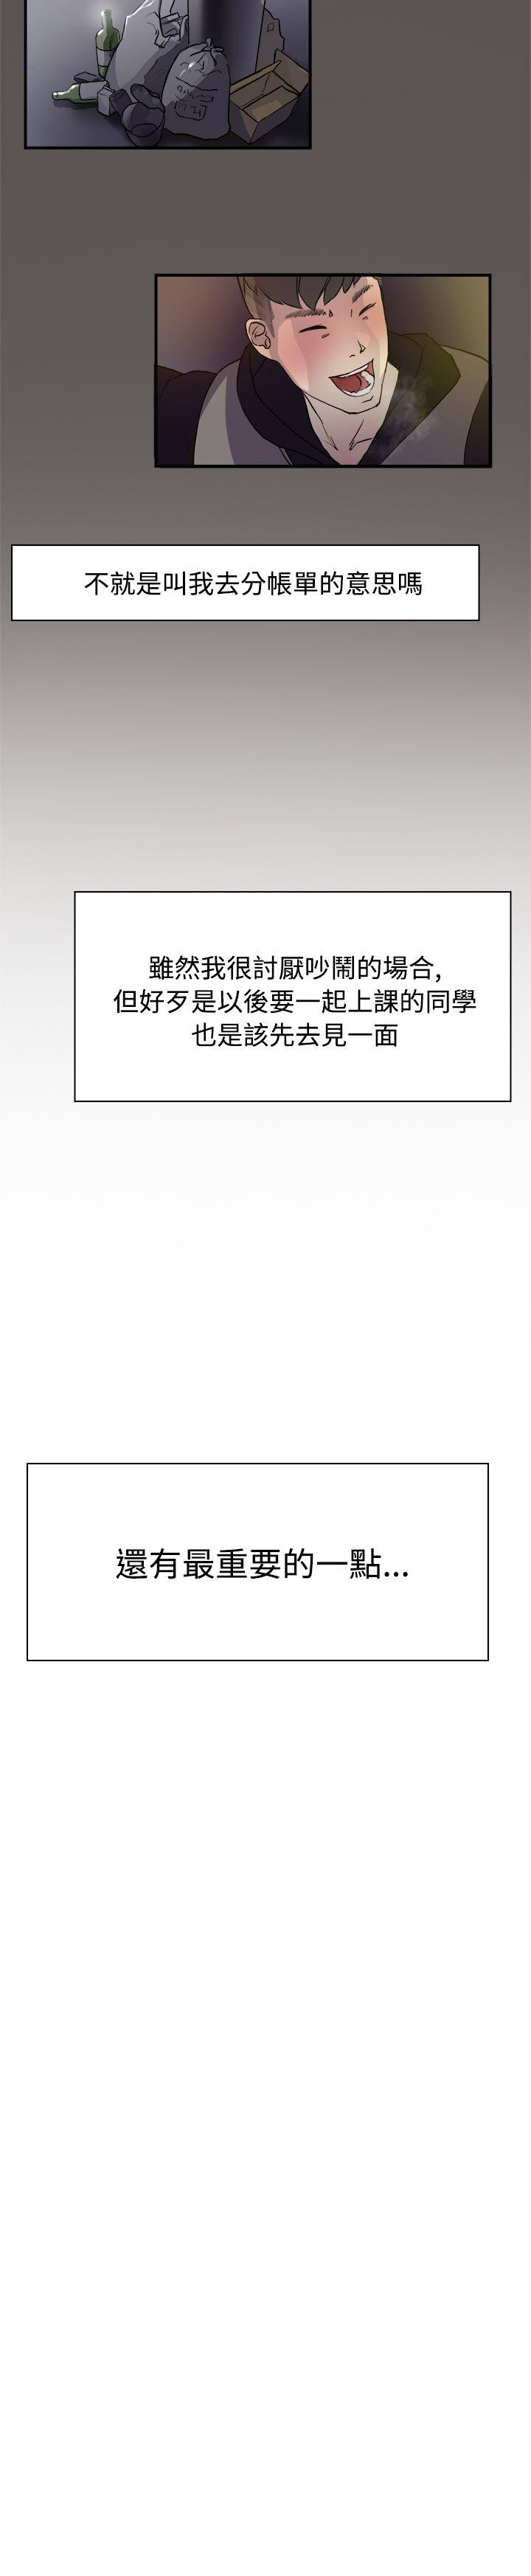 不就是叫我去分帳單的意思嗎
雖然我很討厭吵鬧的場合,
但好歹是以後要一起上課的同學
也是該先去見一面
還有最重要的一點...